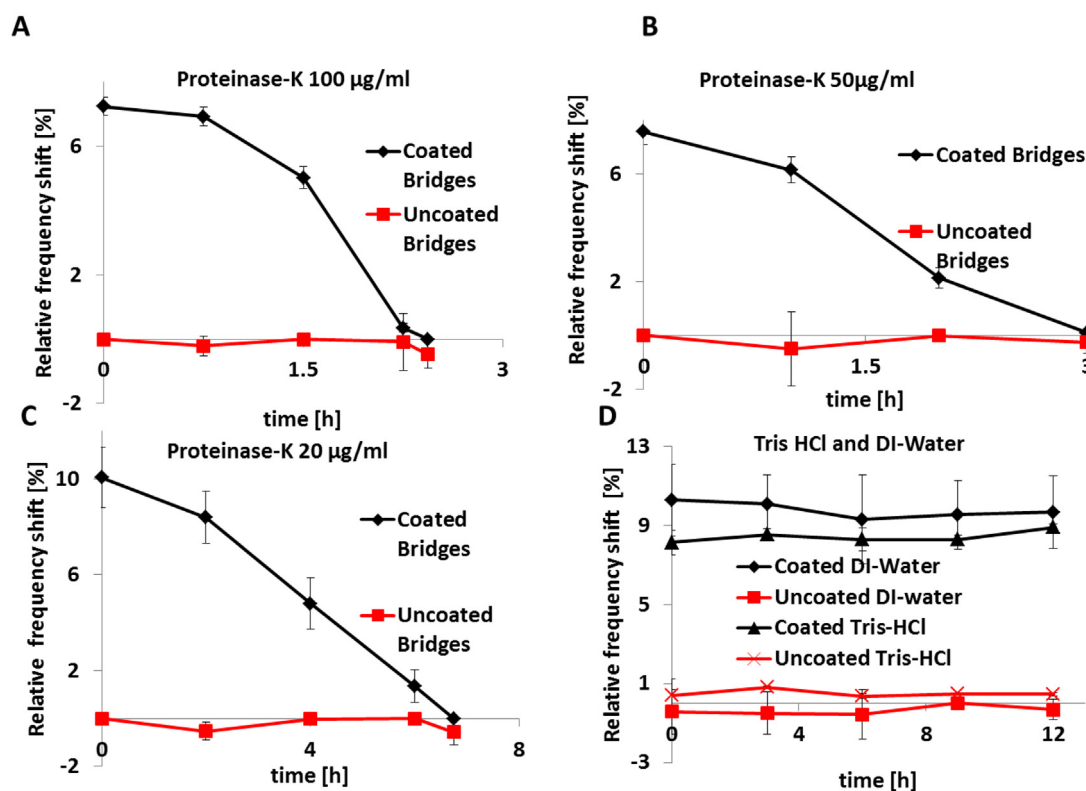 A
Proteinase-K 100 µg/ml
Relative frequency shift [%]
6
2
-2
0
1.5
3
time [h]
Coated
Bridges
Uncoated
Bridges
B
Proteinase-K 50µg/ml
Relative frequency shift [%]
6
2
-2
0
1.5
3
time [h]
Coated Bridges
Uncoated
Bridges
C
Proteinase-K 20 µg/ml
Relative frequency shift [%]
10
6
2
-2
0
4
8
time [h]
Coated
Bridges
Uncoated
Bridges
D
Tris HCl and DI-Water
Relative frequency shift [%]
13
9
5
1
-3
0
4
8
12
time [h]
Coated DI-Water
Uncoated DI-water
Coated Tris-HCl
Uncoated Tris-HCl